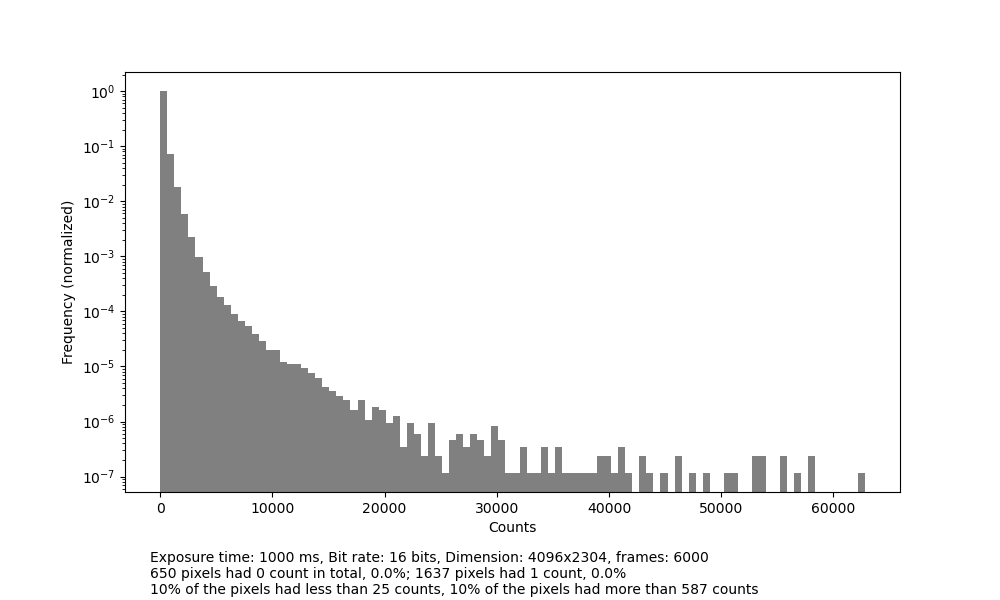 10⁰
10⁻¹
10⁻²
10⁻³
10⁻⁴
10⁻⁵
10⁻⁶
10⁻⁷
Frequency (normalized)
0 10000 20000 30000 40000 50000 60000
Counts
Exposure time: 1000 ms, Bit rate: 16 bits, Dimension: 4096x2304, frames: 6000
650 pixels had 0 count in total, 0.0%; 1637 pixels had 1 count, 0.0%
10% of the pixels had less than 25 counts, 10% of the pixels had more than 587 counts